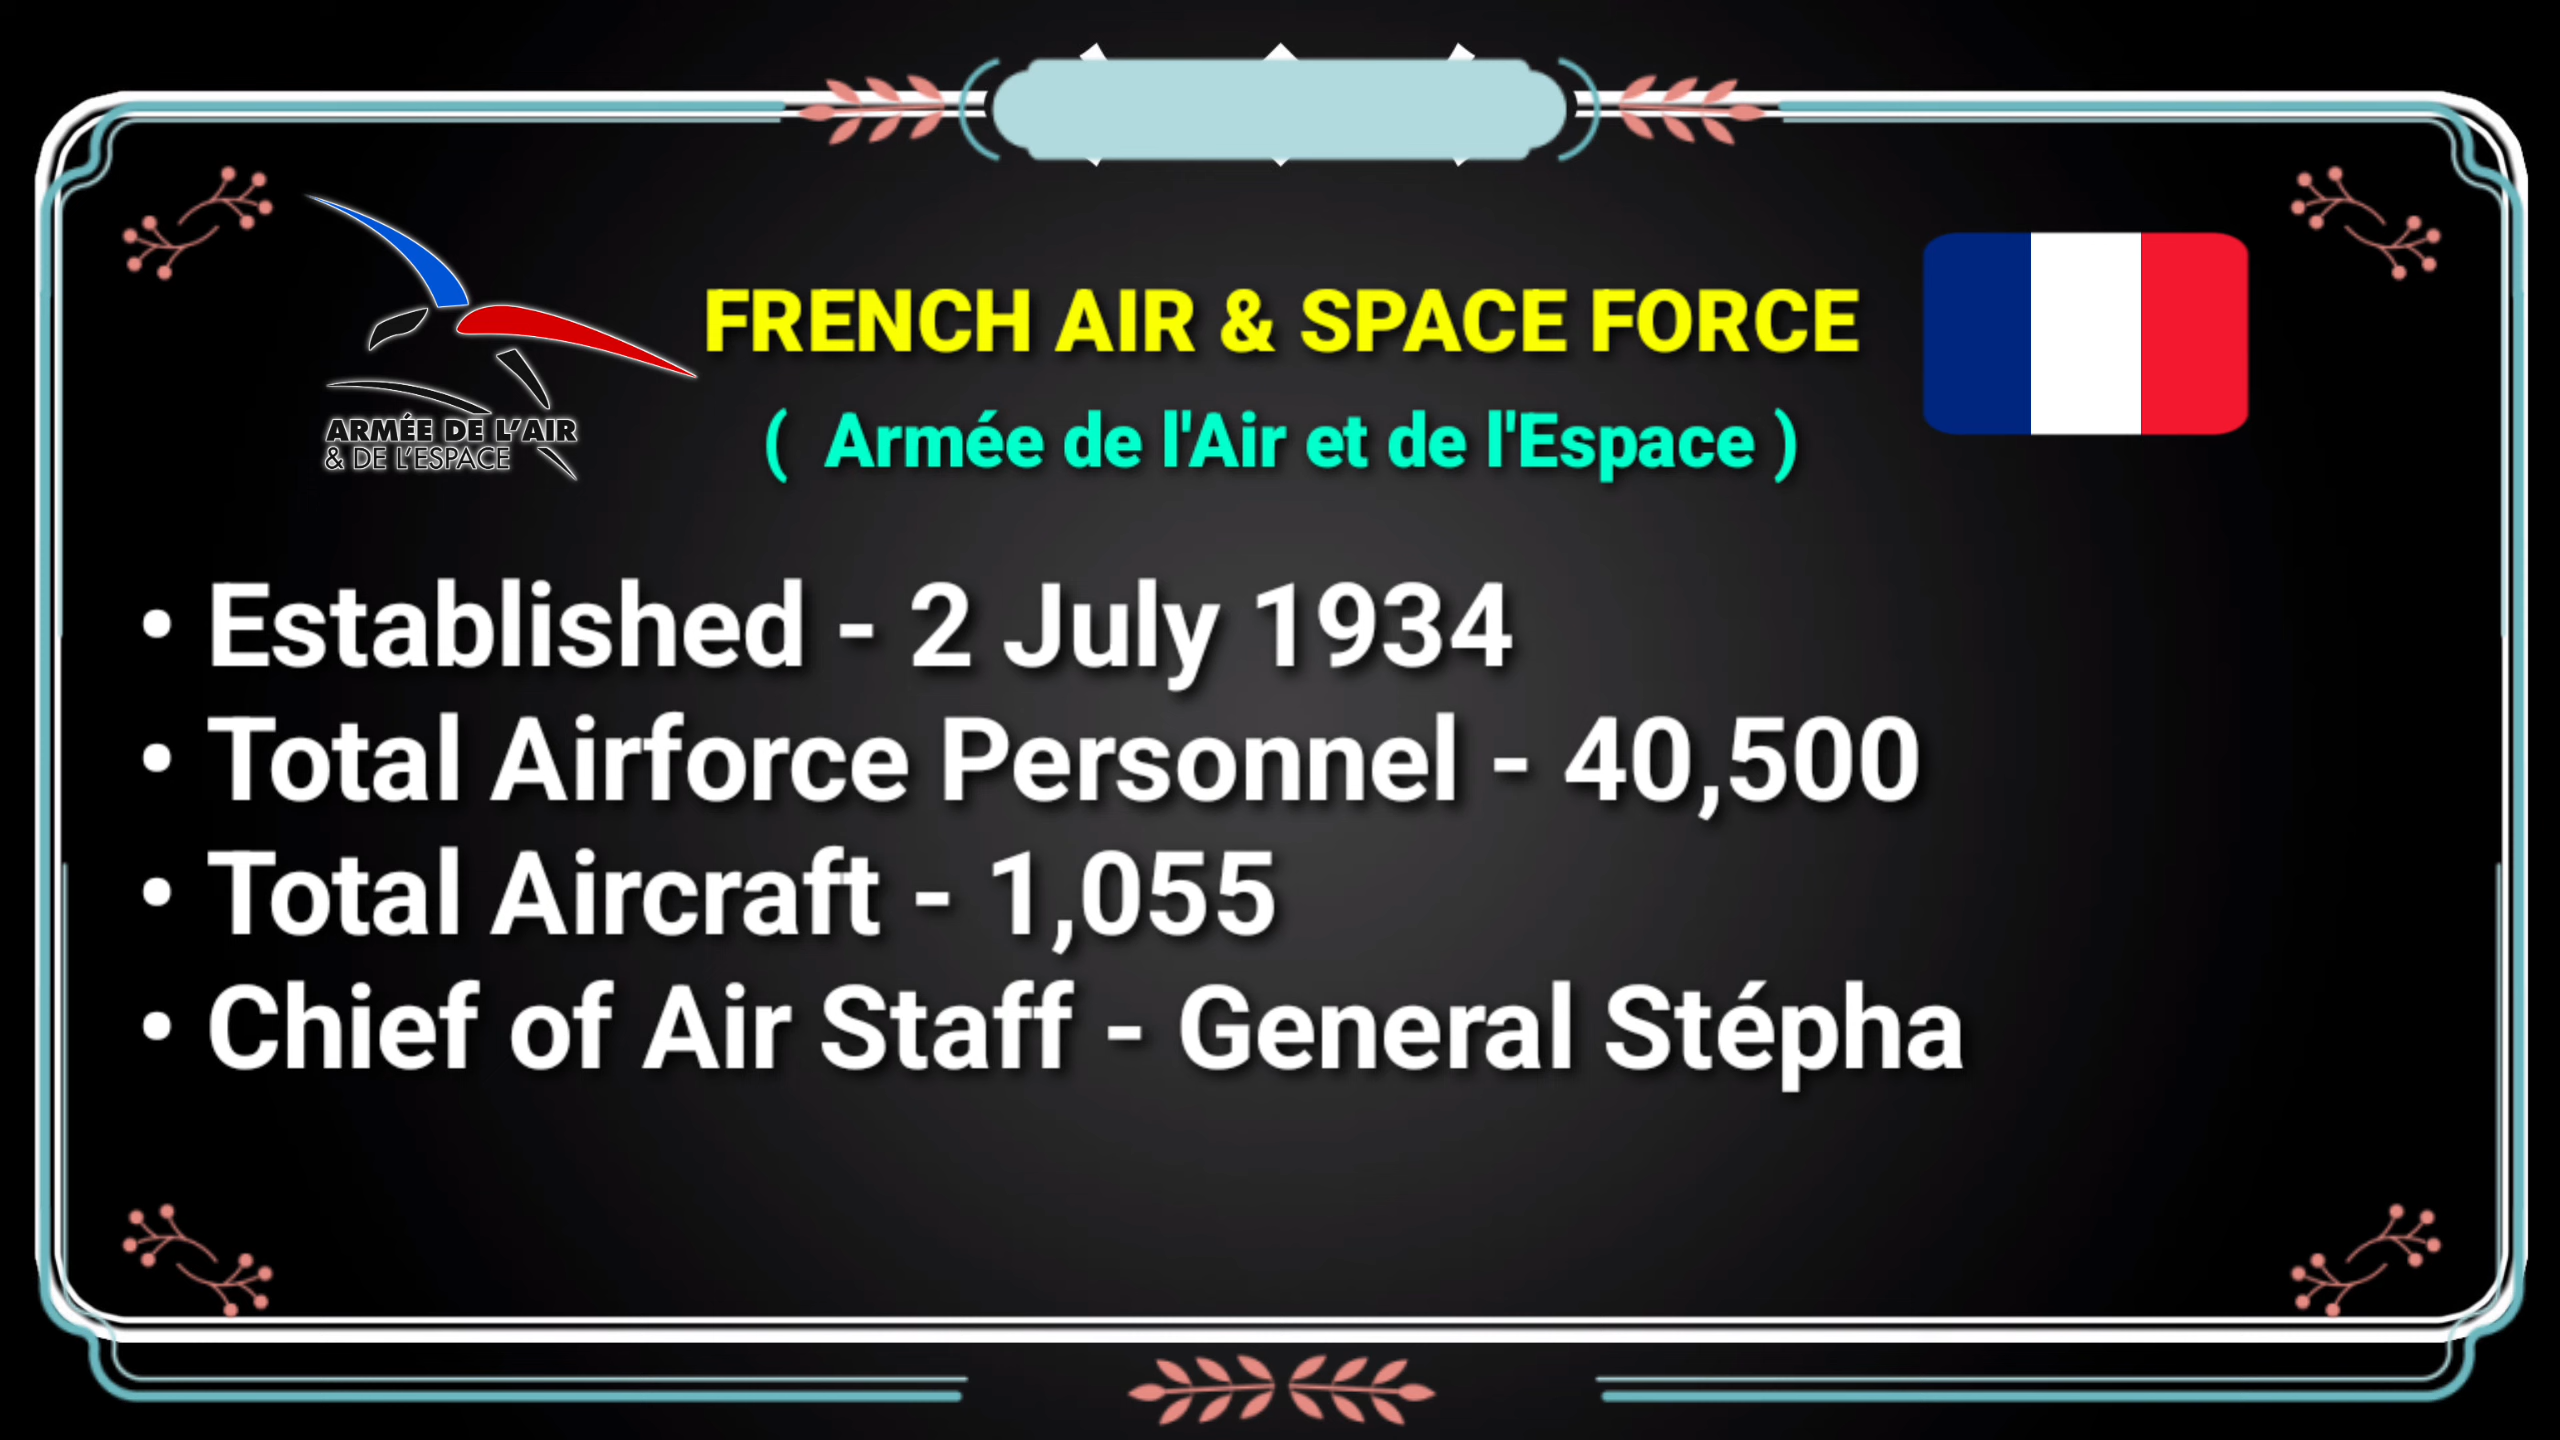 FRENCH AIR & SPACE FORCE
( Armée de l'Air et de l'Espace )
ARMÉE DE L'AIR
& DE L'ESPACE
• Established - 2 July 1934
• Total Airforce Personnel - 40,500
• Total Aircraft - 1,055
• Chief of Air Staff - General Stépha